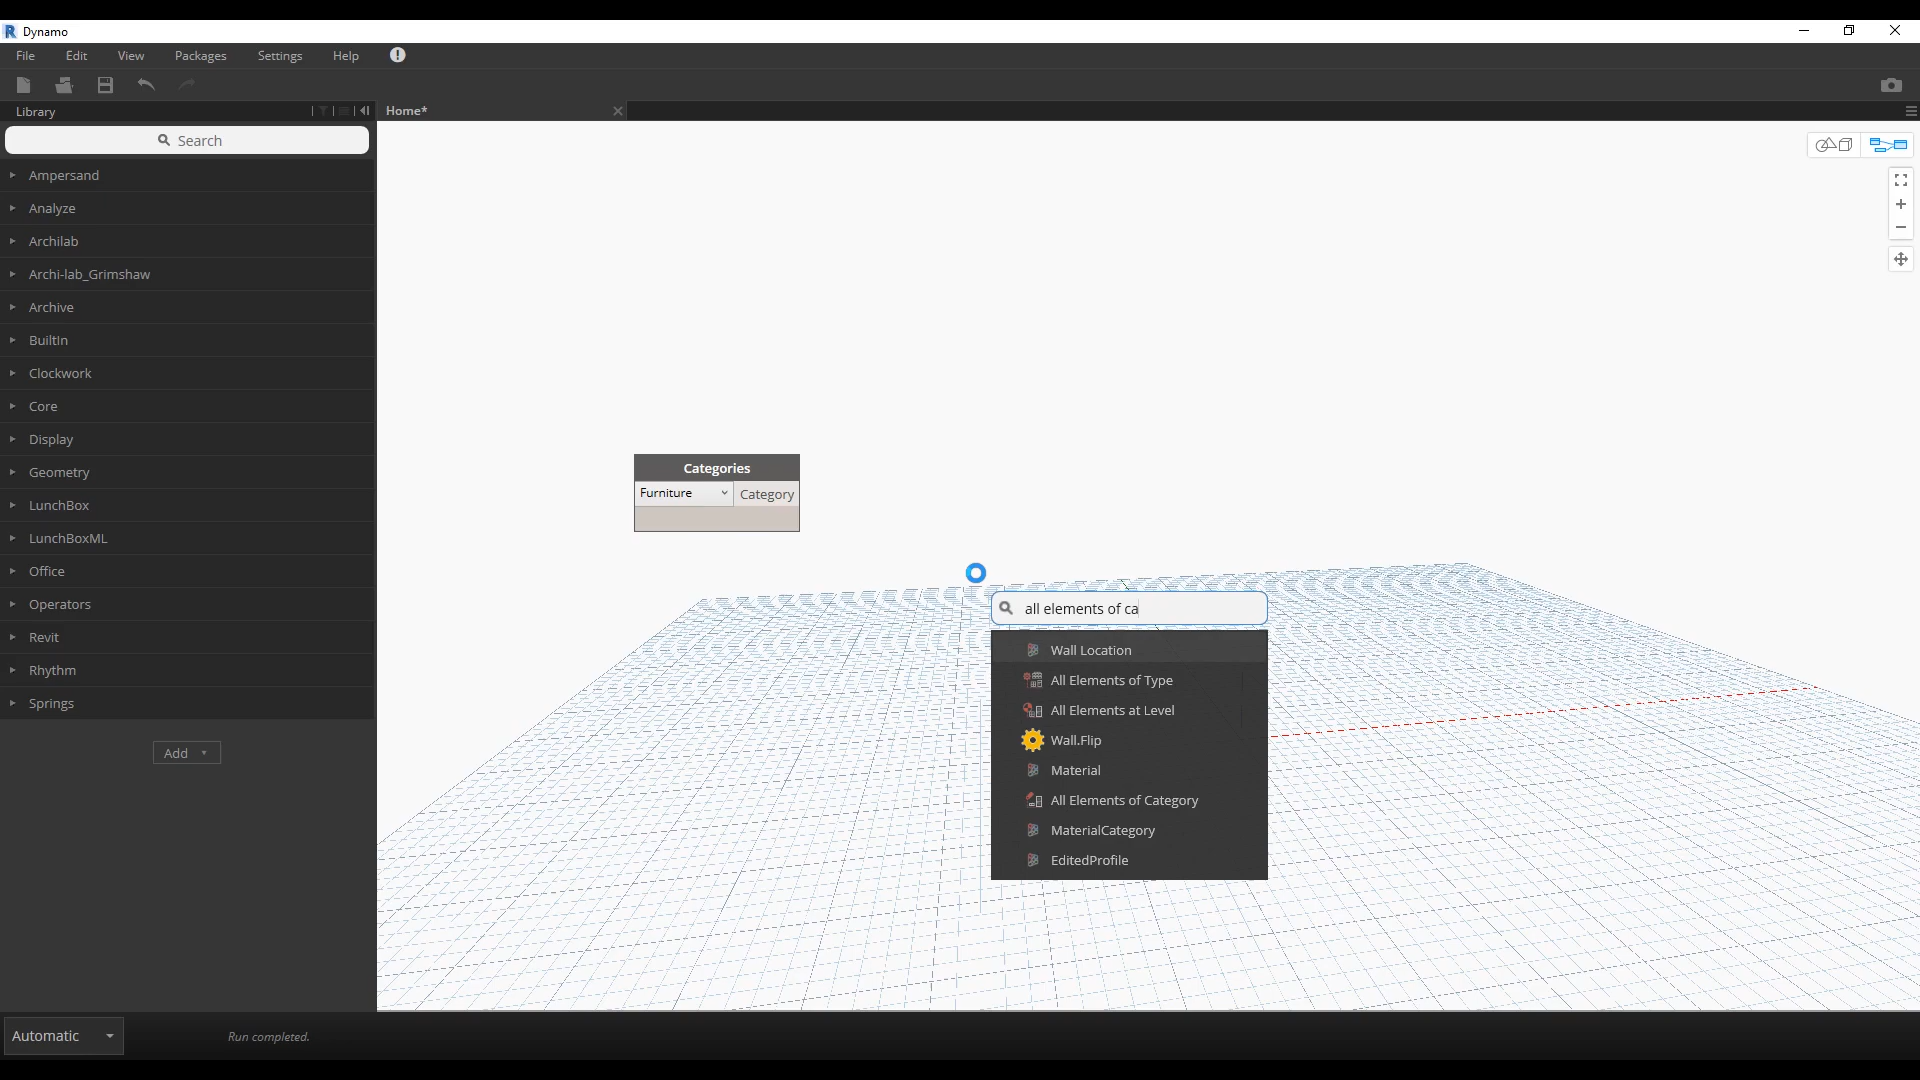 Dynamo
File Edit View Packages Settings Help
Library
Home*
Search
Ampersand
Analyze
Archilab
Archi-lab_Grimshaw
Archive
BuiltIn
Clockwork
Core
Display
Geometry
LunchBox
LunchBoxML
Office
Operators
Revit
Rhythm
Springs
Add
Categories
Furniture Category
all elements of ca
Wall Location
All Elements of Type
All Elements at Level
Wall.Flip
Material
All Elements of Category
MaterialCategory
EditedProfile
Automatic
Run completed.